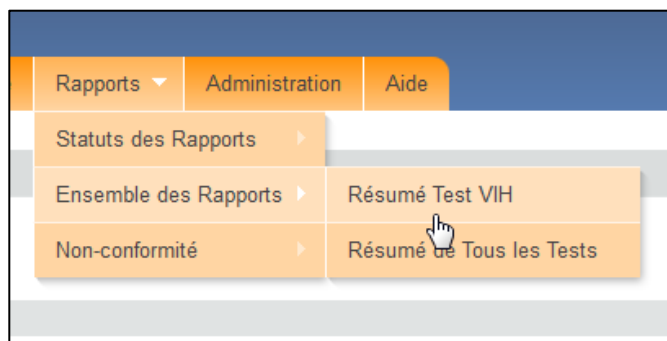 Rapports Administration Aide
Statuts des Rapports
Ensemble des Rapports Résumé Test VIH
Non-conformité Résumé de Tous les Tests